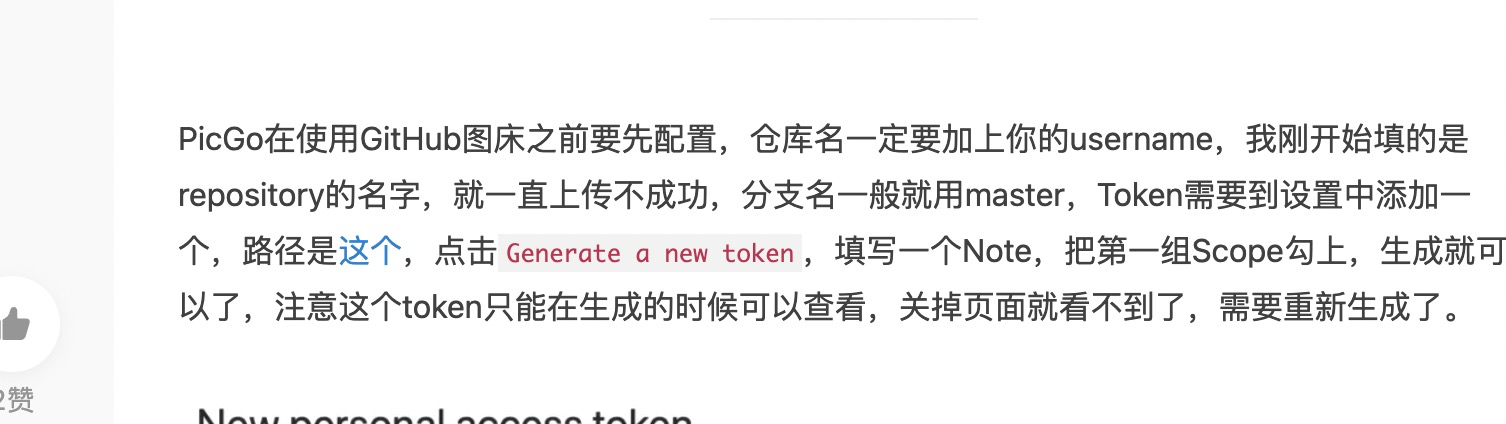 PicGo在使用GitHub图床之前要先配置，仓库名一定要加上你的username，我刚开始填的是
repository的名字，就一直上传不成功，分支名一般就用master，Token需要到设置中添加一
个，路径是这个，点击Generate a new token，填写一个Note，把第一组Scope勾上，生成就可
以了，注意这个token只能在生成的时候可以查看，关掉页面就看不到了，需要重新生成了。
2赞
New personal access token